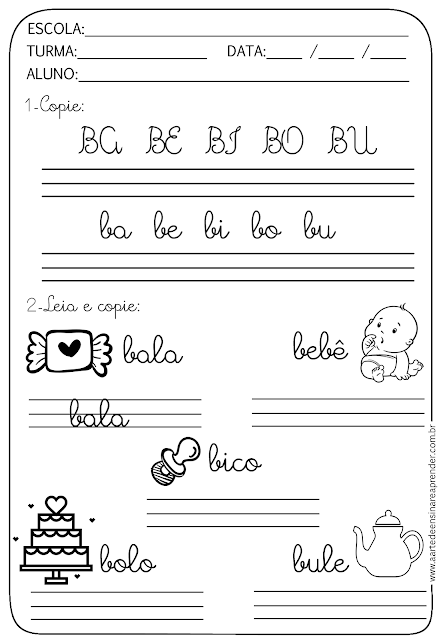 ESCOLA:
TURMA: DATA: / /
ALUNO:
1-Copie:
BA BE BI BO BU
ba be bi bo bu
2-Leia e copie:
bala bebê
bala
bico
bolo bule
www.aartedeensinareaprender.com.br